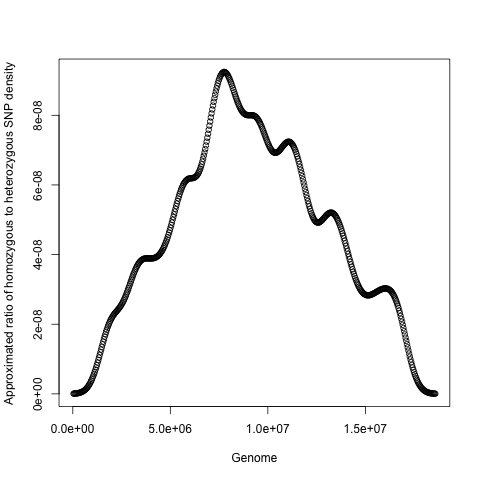 Approximated ratio of homozygous to heterozygous SNP density
8e-08
6e-08
4e-08
2e-08
0e+00
0.0e+00 5.0e+06 1.0e+07 1.5e+07
Genome